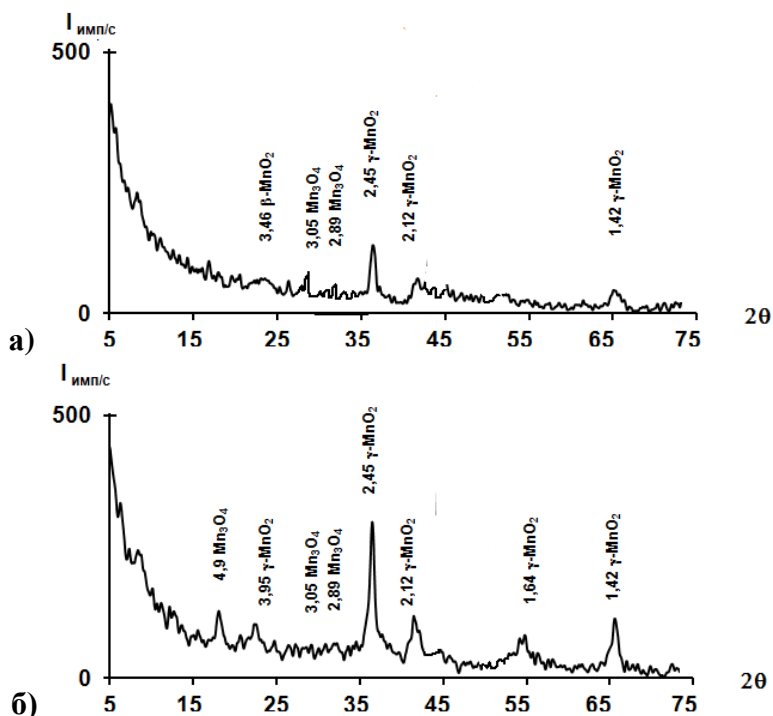 I имп/с
500
3,46 β-MnO₂
3,05 Mn₃O₄
2,89 Mn₃O₄
2,45 γ-MnO₂
2,12 γ-MnO₂
1,42 γ-MnO₂
0
5 15 25 35 45 55 65 75
2θ
а)
I имп/с
500
4,9 Mn₃O₄
3,95 γ-MnO₂
3,05 Mn₃O₄
2,89 Mn₃O₄
2,45 γ-MnO₂
2,12 γ-MnO₂
1,64 γ-MnO₂
1,42 γ-MnO₂
0
5 15 25 35 45 55 65 75
2θ
б)